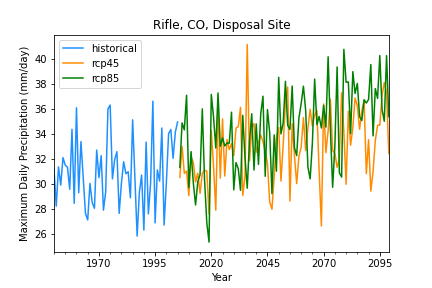 Rifle, CO, Disposal Site
Maximum Daily Precipitation (mm/day)
historical
rcp45
rcp85
40
38
36
34
32
30
28
26
1970
1995
2020
2045
2070
2095
Year